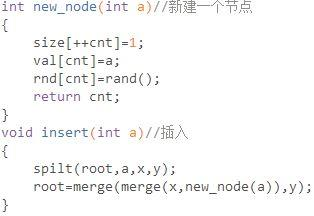 int new_node(int a)//新建一个节点
{
size[++cnt]=1;
val[cnt]=a;
rnd[cnt]=rand();
return cnt;
}
void insert(int a)//插入
{
spilt(root,a,x,y);
root=merge(merge(x,new_node(a)),y);
}